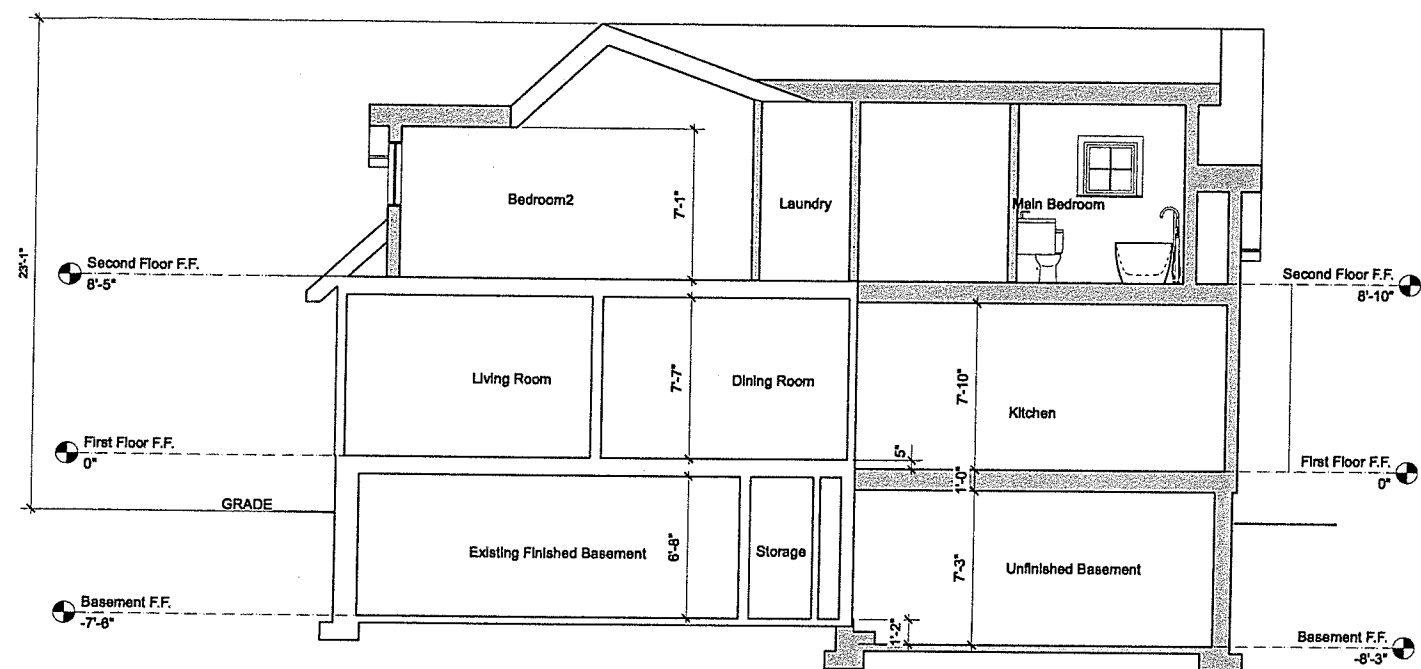 Bedroom2
7'-1"
Laundry
Main Bedroom
23'-1"
Second Floor F.F.
8'-5"
Second Floor F.F.
8'-10"
Living Room
7'-7"
Dining Room
7'-10"
Kitchen
First Floor F.F.
0"
5"
First Floor F.F.
0"
1'-0"
GRADE
Existing Finished Basement
6'-8"
Storage
7'-3"
Unfinished Basement
Basement F.F.
-7'-6"
1'-2"
Basement F.F.
-8'-3"